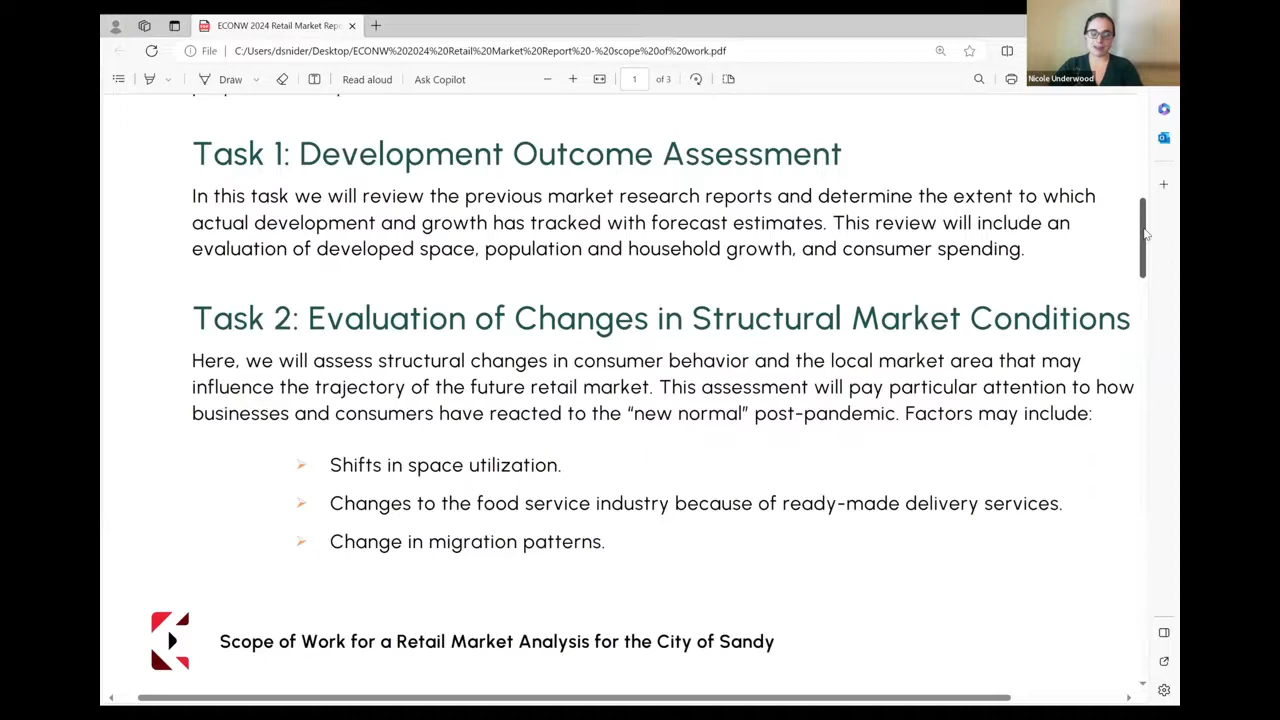 ECONW 2024 Retail Market Repo
File
C:/Users/dsnider/Desktop/ECONW%202024%20Retail%20Market%20Report%20-%20scope%20of%20work.pdf
Draw
Read aloud
Ask Copilot
1
of 3
Nicole Underwood
Task 1: Development Outcome Assessment
In this task we will review the previous market research reports and determine the extent to which
actual development and growth has tracked with forecast estimates. This review will include an
evaluation of developed space, population and household growth, and consumer spending.
Task 2: Evaluation of Changes in Structural Market Conditions
Here, we will assess structural changes in consumer behavior and the local market area that may
influence the trajectory of the future retail market. This assessment will pay particular attention to how
businesses and consumers have reacted to the “new normal” post-pandemic. Factors may include:
Shifts in space utilization.
Changes to the food service industry because of ready-made delivery services.
Change in migration patterns.
Scope of Work for a Retail Market Analysis for the City of Sandy